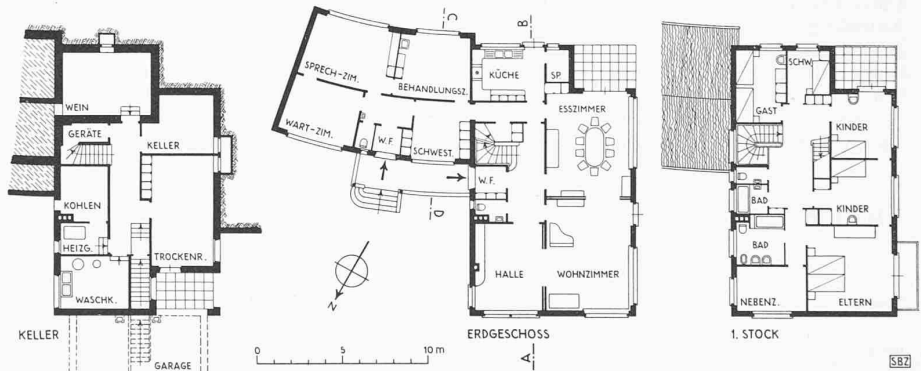 WEIN
GERÄTE
KELLER
KOHLEN
HEIZG.
TROCKENR.
WASCHK.
KELLER
GARAGE
C
B
SPRECH-ZIM.
BEHANDLUNGSZ.
KÜCHE
SP
WART-ZIM.
W.F.
SCHWEST.
ESSZIMMER
W.F.
D
HALLE
WOHNZIMMER
N
ERDGESCHOSS
0 5 10 m
A
SCHW.
GAST
KINDER
BAD
KINDER
BAD
NEBENZ.
ELTERN
1. STOCK
SBZ